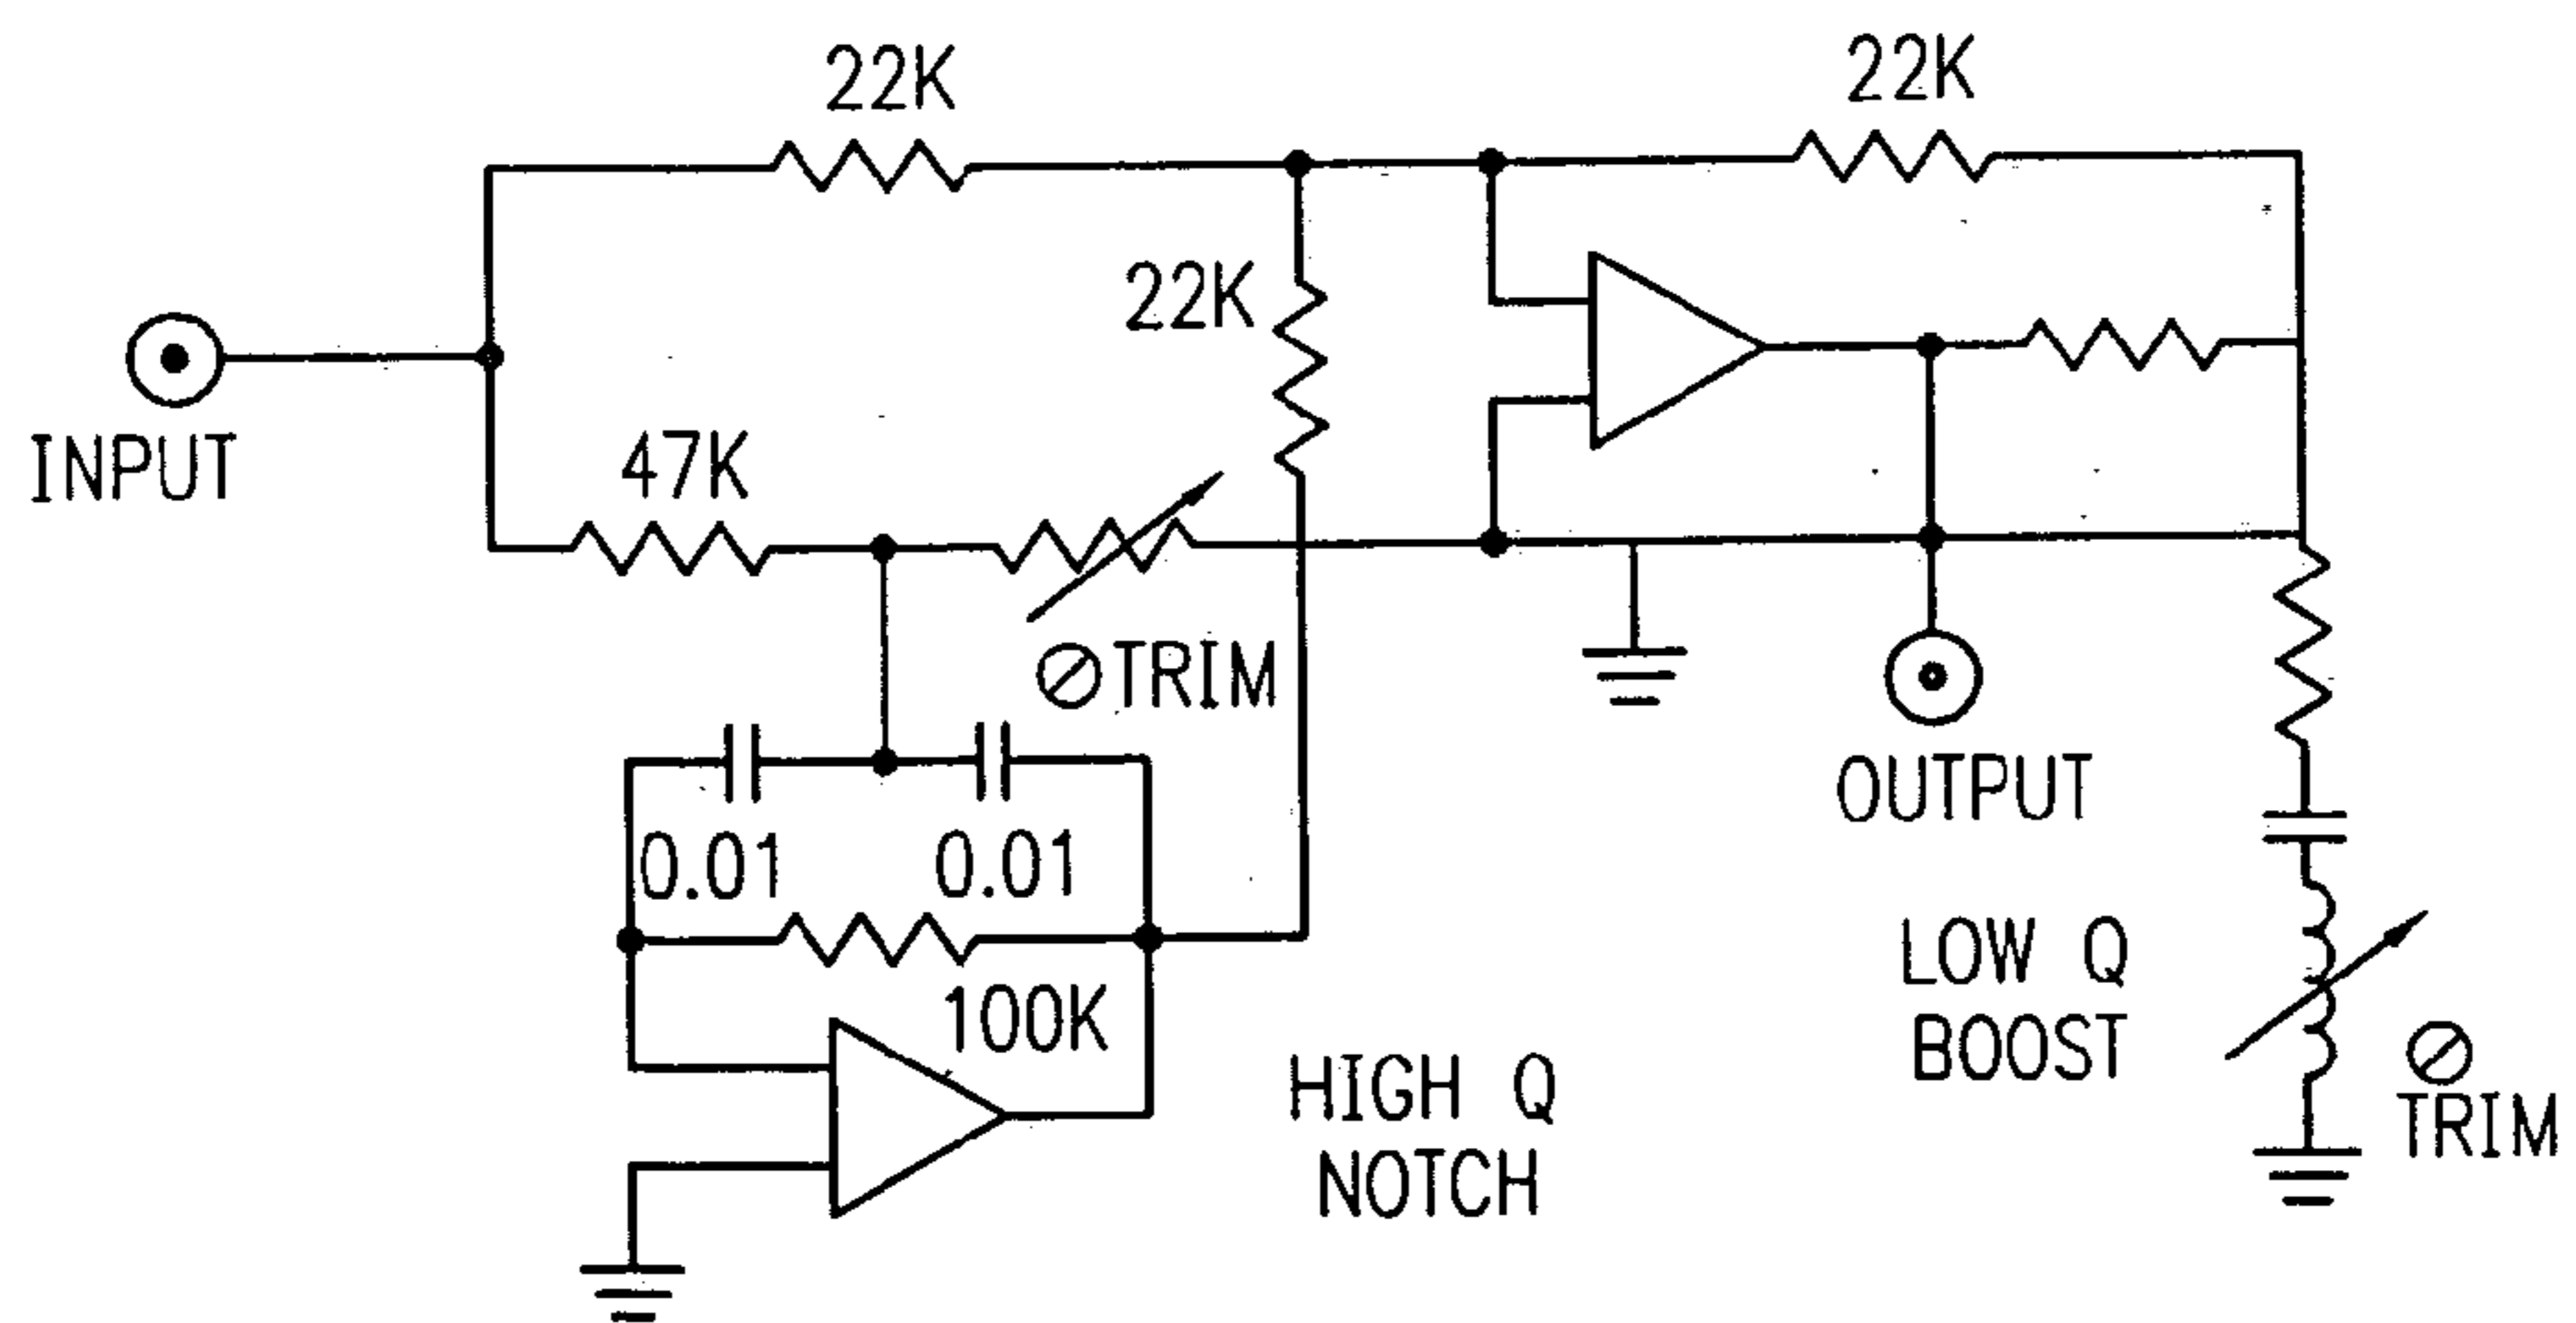 22K
22K
22K
INPUT
47K
⌀TRIM
OUTPUT
0.01
0.01
LOW Q
BOOST
100K
HIGH Q
NOTCH
⌀
TRIM